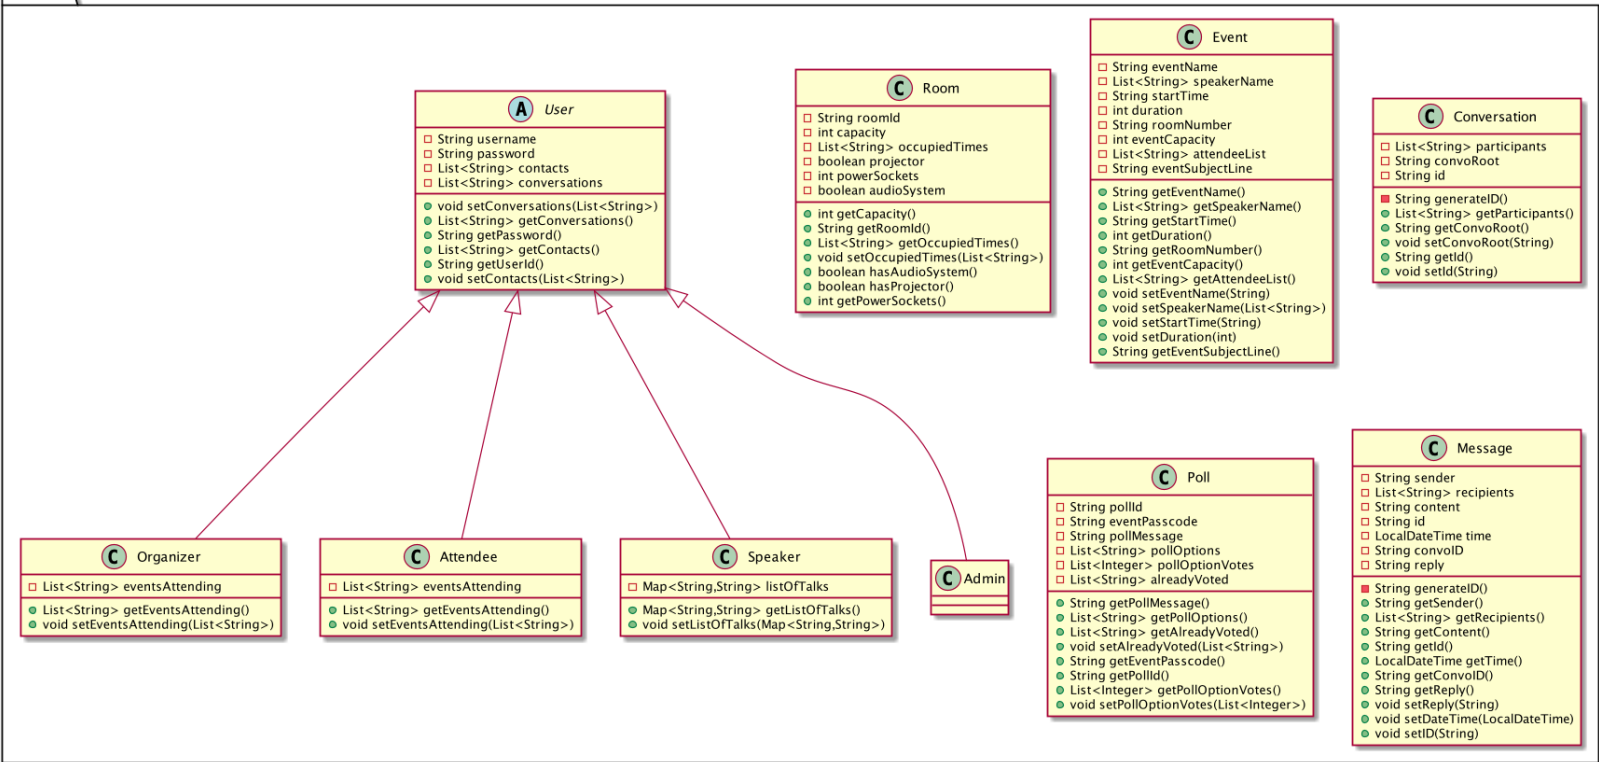 A User
String username
String password
List<String> contacts
List<String> conversations
void setConversations(List<String>)
List<String> getConversations()
String getPassword()
List<String> getContacts()
String getUserId()
void setContacts(List<String>)
C Room
String roomId
int capacity
List<String> occupiedTimes
boolean projector
int powerSockets
boolean audioSystem
int getCapacity()
String getRoomId()
List<String> getOccupiedTimes()
void setOccupiedTimes(List<String>)
boolean hasAudioSystem()
boolean hasProjector()
int getPowerSockets()
C Event
String eventName
List<String> speakerName
String startTime
int duration
String roomNumber
int eventCapacity
List<String> attendeeList
String eventSubjectLine
String getEventName()
List<String> getSpeakerName()
String getStartTime()
int getDuration()
String getRoomNumber()
int getEventCapacity()
List<String> getAttendeeList()
void setEventName(String)
void setSpeakerName(List<String>)
void setStartTime(String)
void setDuration(int)
String getEventSubjectLine()
C Conversation
List<String> participants
String convoRoot
String id
String generateID()
List<String> getParticipants()
String getConvoRoot()
void setConvoRoot(String)
String getId()
void setId(String)
C Organizer
List<String> eventsAttending
List<String> getEventsAttending()
void setEventsAttending(List<String>)
C Attendee
List<String> eventsAttending
List<String> getEventsAttending()
void setEventsAttending(List<String>)
C Speaker
Map<String,String> listOfTalks
Map<String,String> getListOfTalks()
void setListOfTalks(Map<String,String>)
C Admin
C Poll
String pollId
String eventPasscode
String pollMessage
List<String> pollOptions
List<Integer> pollOptionVotes
List<String> alreadyVoted
String getPollMessage()
List<String> getPollOptions()
List<String> getAlreadyVoted()
void setAlreadyVoted(List<String>)
String getEventPasscode()
String getPollId()
List<Integer> getPollOptionVotes()
void setPollOptionVotes(List<Integer>)
C Message
String sender
List<String> recipients
String content
String id
LocalDateTime time
String convoID
String reply
String generateID()
String getSender()
List<String> getRecipients()
String getContent()
String getId()
LocalDateTime getTime()
String getConvoID()
String getReply()
void setReply(String)
void setDateTime(LocalDateTime)
void setID(String)